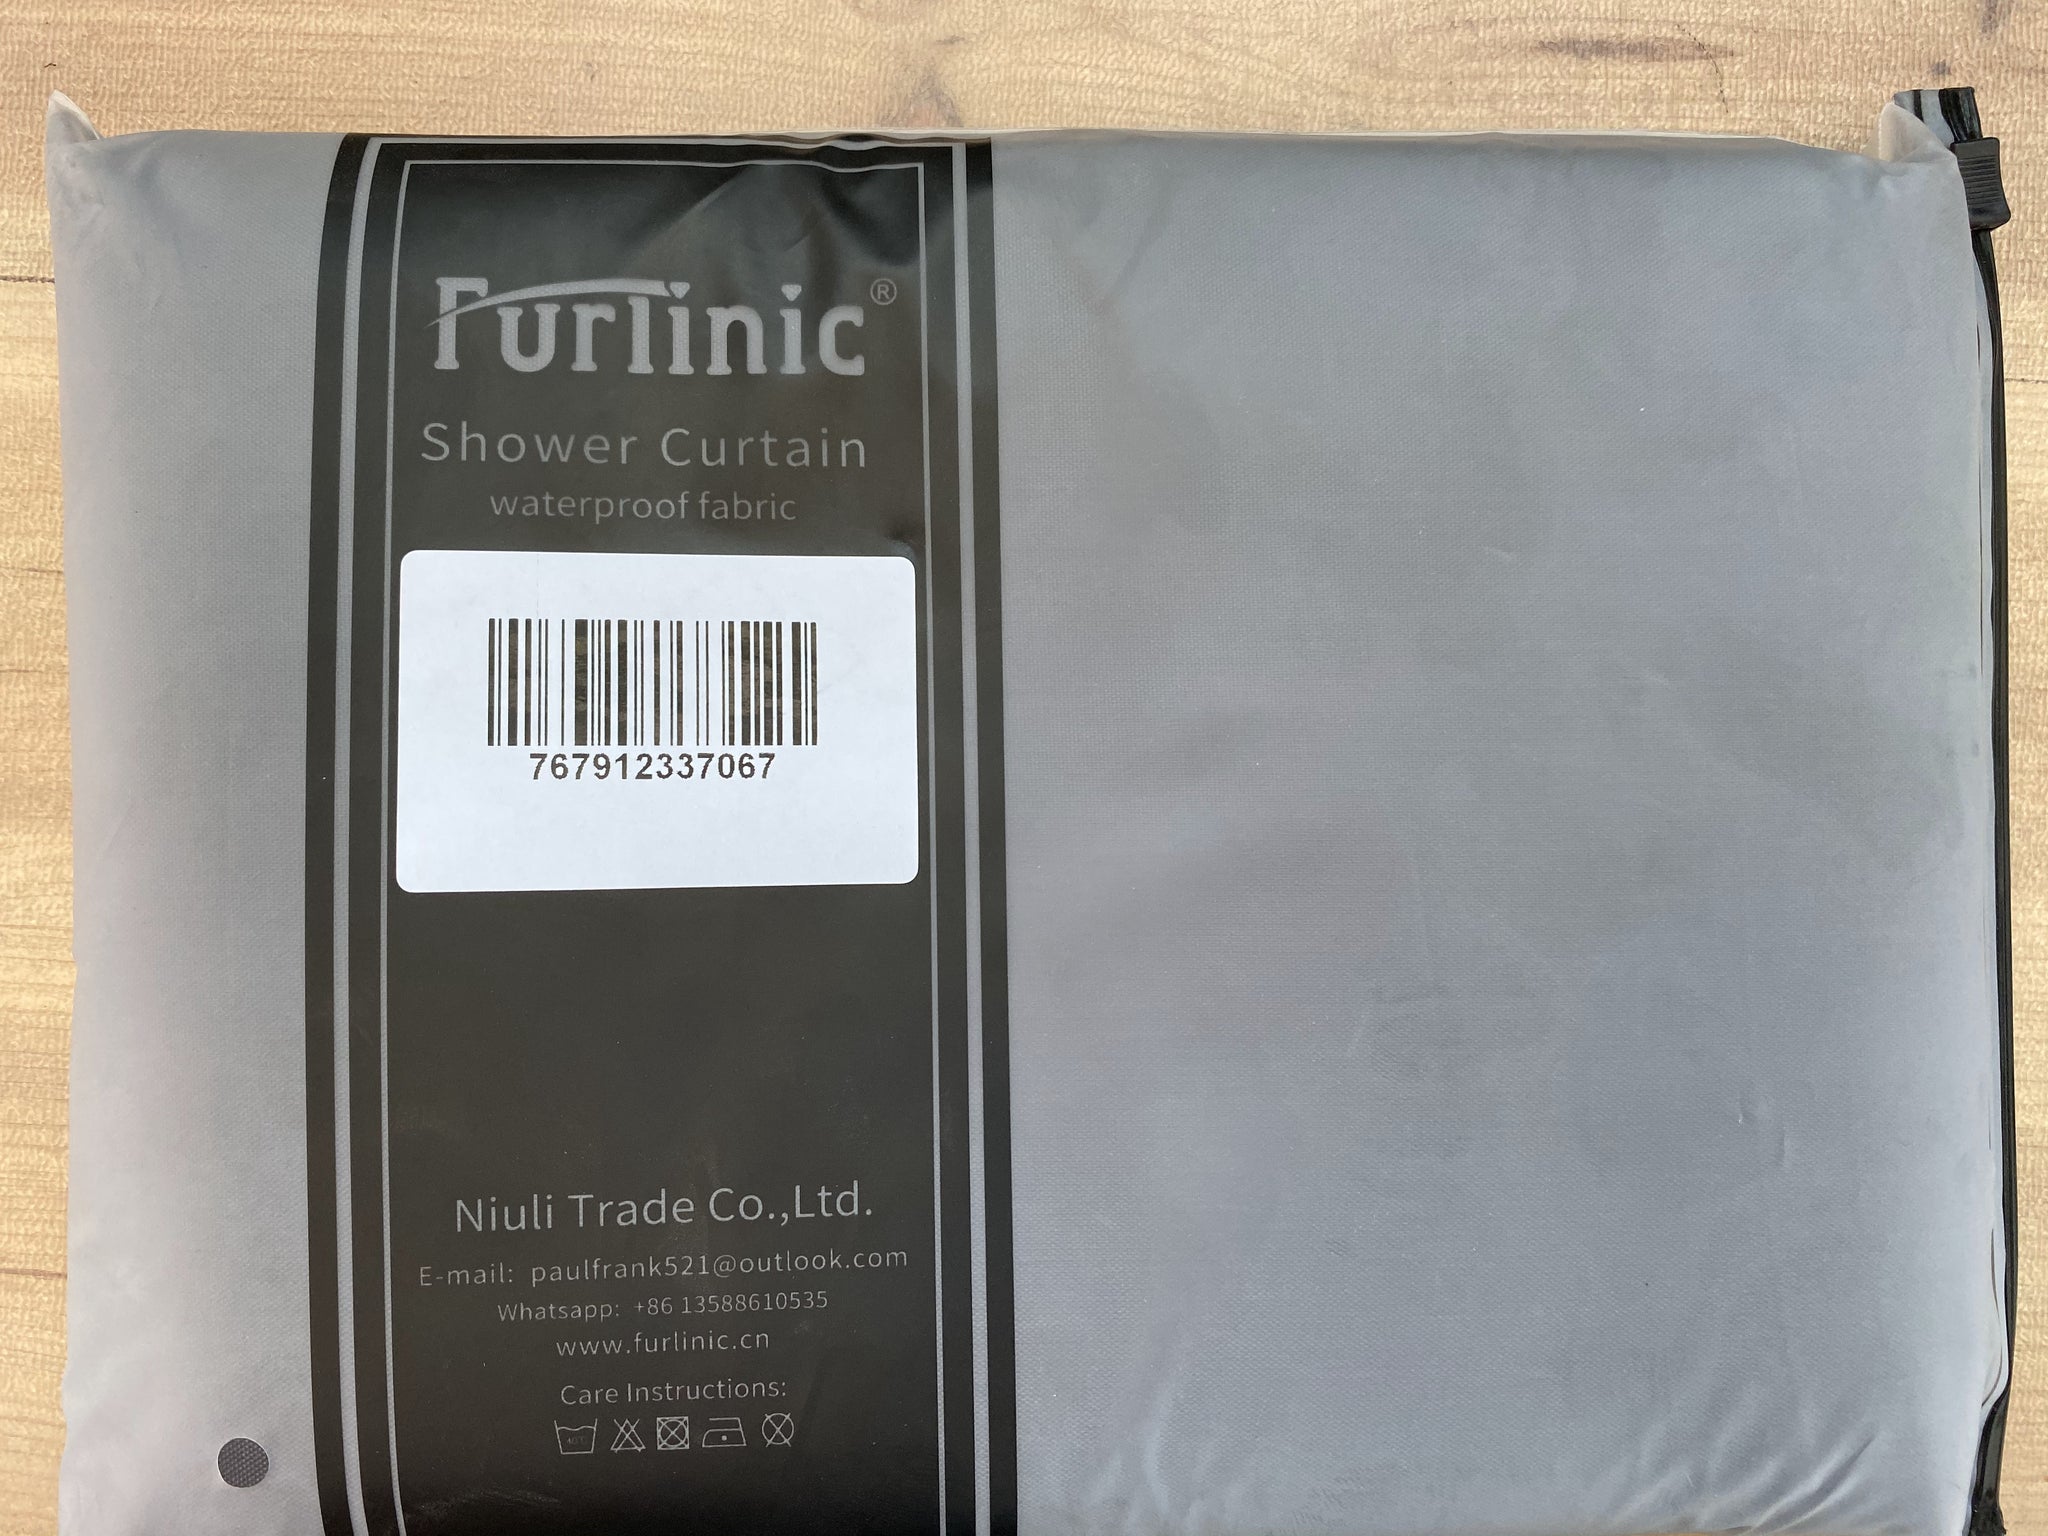 Furlinic®
Shower Curtain
waterproof fabric
767912337067
Niuli Trade Co.,Ltd.
E-mail: paulfrank521@outlook.com
Whatsapp: +86 13588610535
www.furlinic.cn
Care Instructions:
40℃